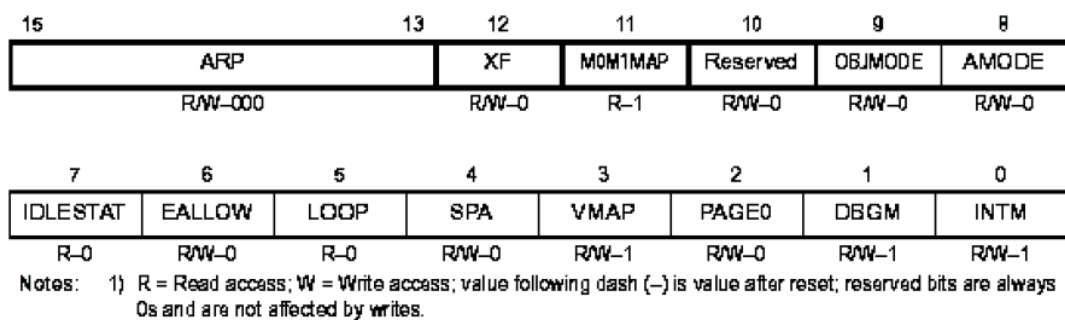 15 13 12 11 10 9 8
ARP XF M0M1MAP Reserved OBJMODE AMODE
R/W–000 R/W–0 R–1 R/W–0 R/W–0 R/W–0
7 6 5 4 3 2 1 0
IDLESTAT EALLOW LOOP SPA VMAP PAGE0 DBGM INTM
R–0 R/W–0 R–0 R/W–0 R/W–1 R/W–0 R/W–1 R/W–1
Notes: 1) R = Read access; W = Write access; value following dash (–) is value after reset; reserved bits are always
0s and are not affected by writes.